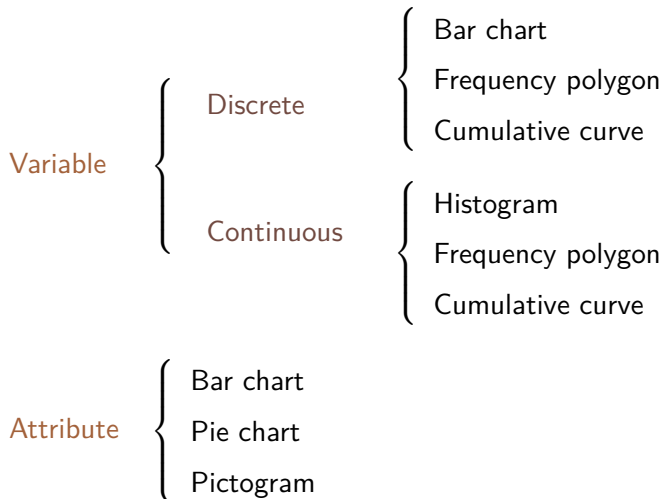 Variable
Discrete
Bar chart
Frequency polygon
Cumulative curve
Continuous
Histogram
Frequency polygon
Cumulative curve
Attribute
Bar chart
Pie chart
Pictogram